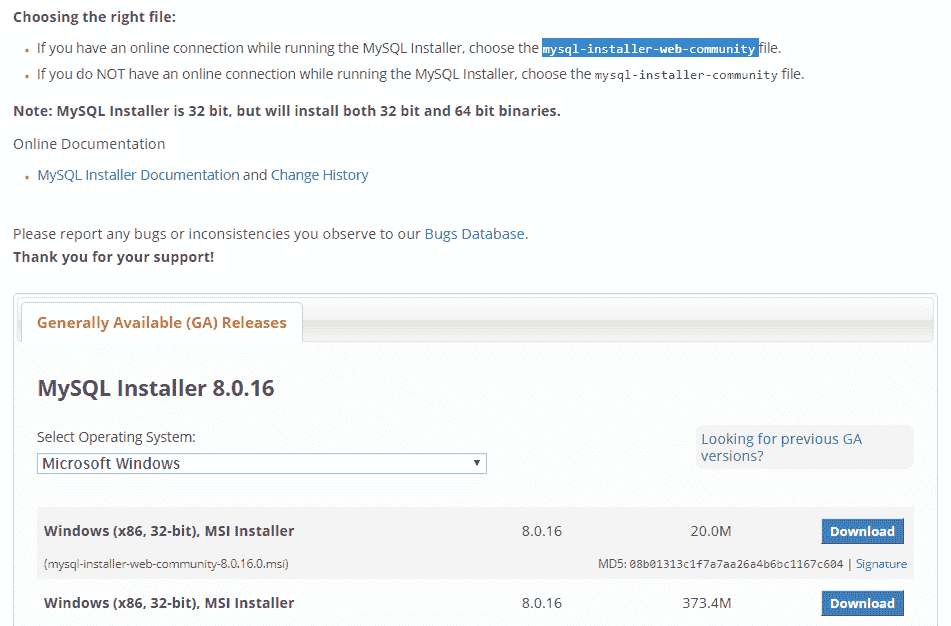 Choosing the right file:
If you have an online connection while running the MySQL Installer, choose the mysql-installer-web-community file.
If you do NOT have an online connection while running the MySQL Installer, choose the mysql-installer-community file.
Note: MySQL Installer is 32 bit, but will install both 32 bit and 64 bit binaries.
Online Documentation
MySQL Installer Documentation and Change History
Please report any bugs or inconsistencies you observe to our Bugs Database.
Thank you for your support!
Generally Available (GA) Releases
MySQL Installer 8.0.16
Select Operating System:
Microsoft Windows
Looking for previous GA
versions?
Windows (x86, 32-bit), MSI Installer 8.0.16 20.0M Download
(mysql-installer-web-community-8.0.16.0.msi) MD5: 08b01313c1f7a7aa26a4b6bc1167c604 | Signature
Windows (x86, 32-bit), MSI Installer 8.0.16 373.4M Download